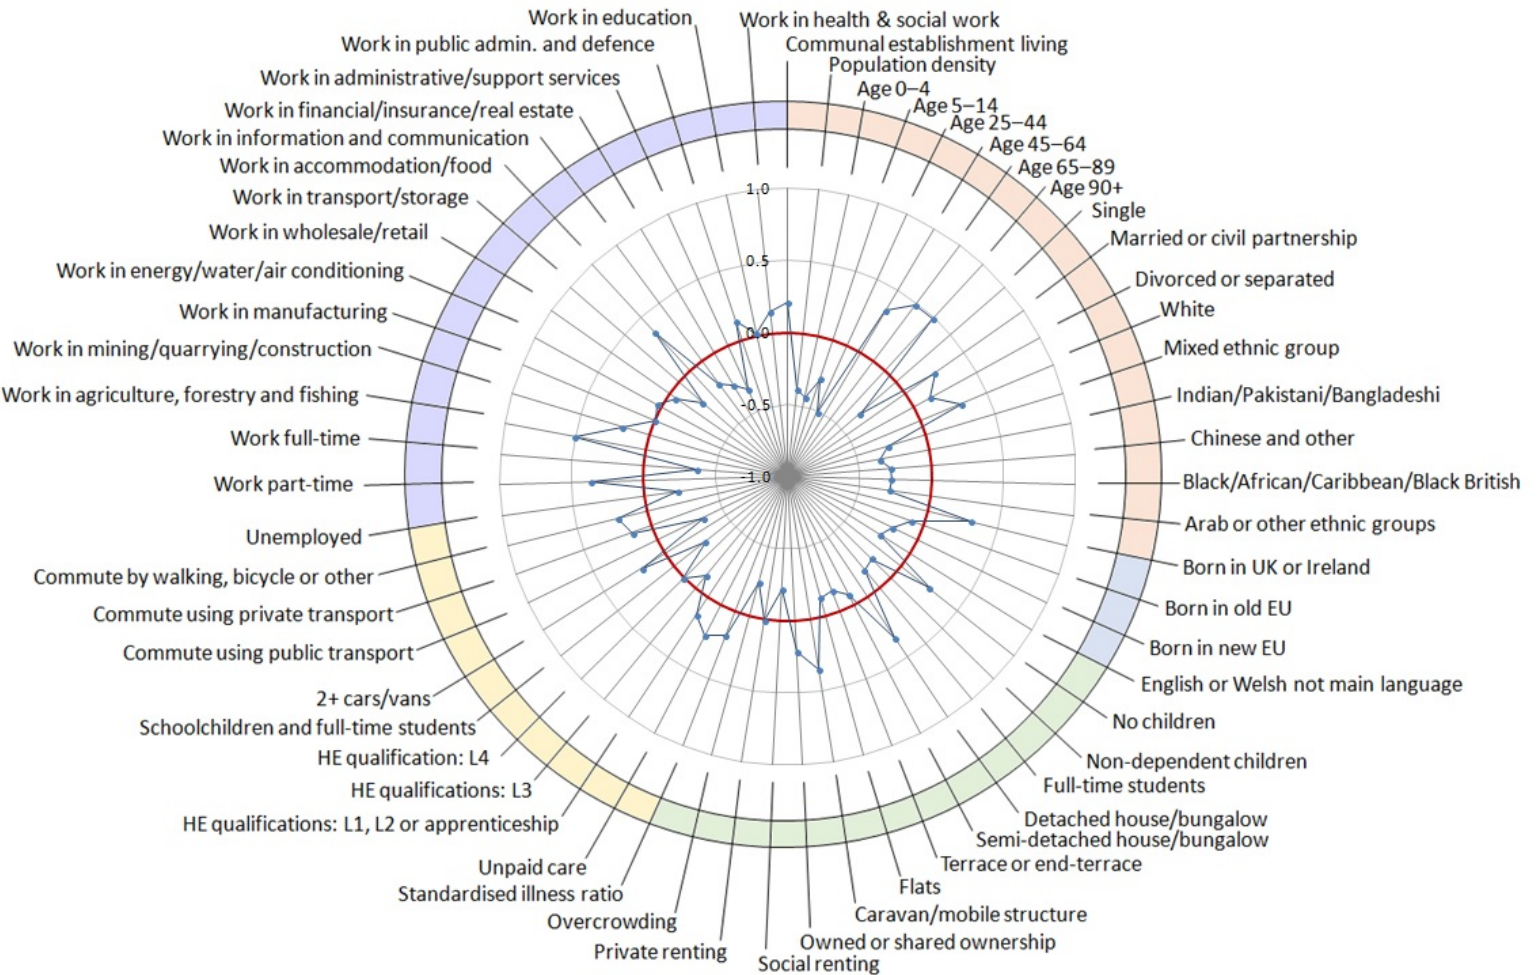 Work in education
Work in health & social work
Work in public admin. and defence
Communal establishment living
Population density
Work in administrative/support services
Age 0–4
Work in financial/insurance/real estate
Age 5–14
Age 25–44
Work in information and communication
Age 45–64
Work in accommodation/food
Age 65–89
Age 90+
Work in transport/storage
Single
Work in wholesale/retail
Married or civil partnership
Work in energy/water/air conditioning
Divorced or separated
Work in manufacturing
White
Work in mining/quarrying/construction
Mixed ethnic group
Work in agriculture, forestry and fishing
Indian/Pakistani/Bangladeshi
Work full-time
Chinese and other
Work part-time
Black/African/Caribbean/Black British
Unemployed
Arab or other ethnic groups
Commute by walking, bicycle or other
Born in UK or Ireland
Commute using private transport
Born in old EU
Commute using public transport
Born in new EU
2+ cars/vans
English or Welsh not main language
Schoolchildren and full-time students
No children
HE qualification: L4
Non-dependent children
HE qualifications: L3
Full-time students
HE qualifications: L1, L2 or apprenticeship
Detached house/bungalow
Semi-detached house/bungalow
Unpaid care
Terrace or end-terrace
Standardised illness ratio
Flats
Overcrowding
Caravan/mobile structure
Private renting
Owned or shared ownership
Social renting
1.0
0.5
0.0
-0.5
-1.0